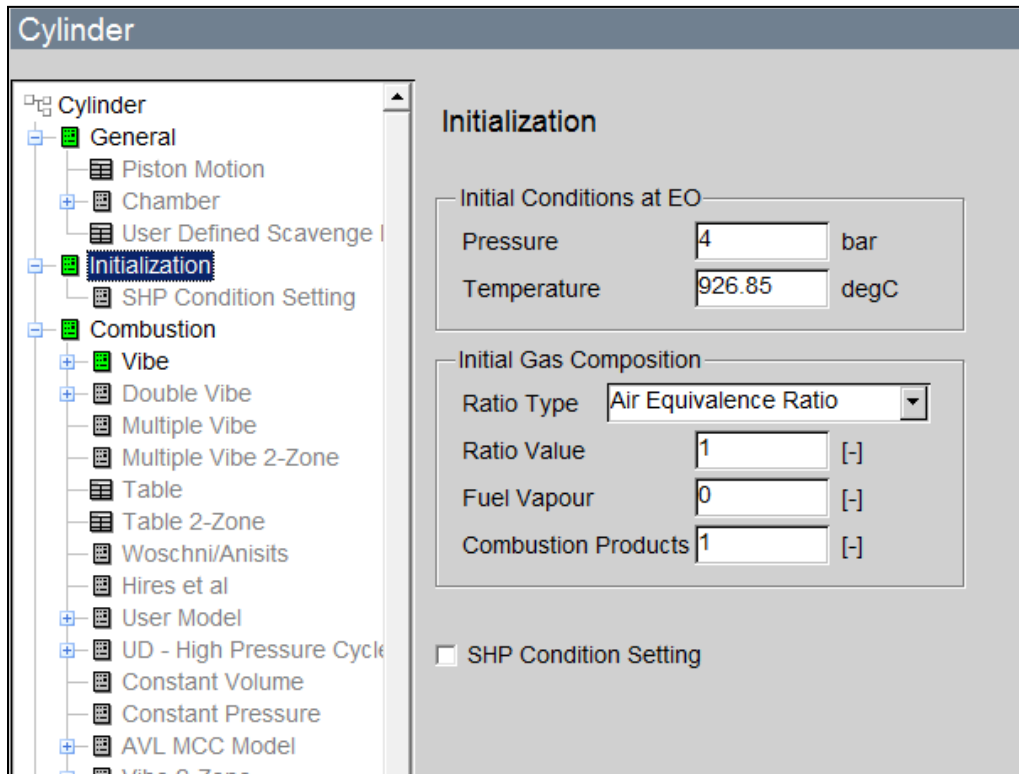 Cylinder
Cylinder
General
Piston Motion
Chamber
User Defined Scavenge
Initialization
SHP Condition Setting
Combustion
Vibe
Double Vibe
Multiple Vibe
Multiple Vibe 2-Zone
Table
Table 2-Zone
Woschni/Anisits
Hires et al
User Model
UD - High Pressure Cycle
Constant Volume
Constant Pressure
AVL MCC Model
Vibe 2-Zone
Initialization
Initial Conditions at EO
Pressure 4 bar
Temperature 926.85 degC
Initial Gas Composition
Ratio Type Air Equivalence Ratio
Ratio Value 1 [-]
Fuel Vapour 0 [-]
Combustion Products 1 [-]
SHP Condition Setting